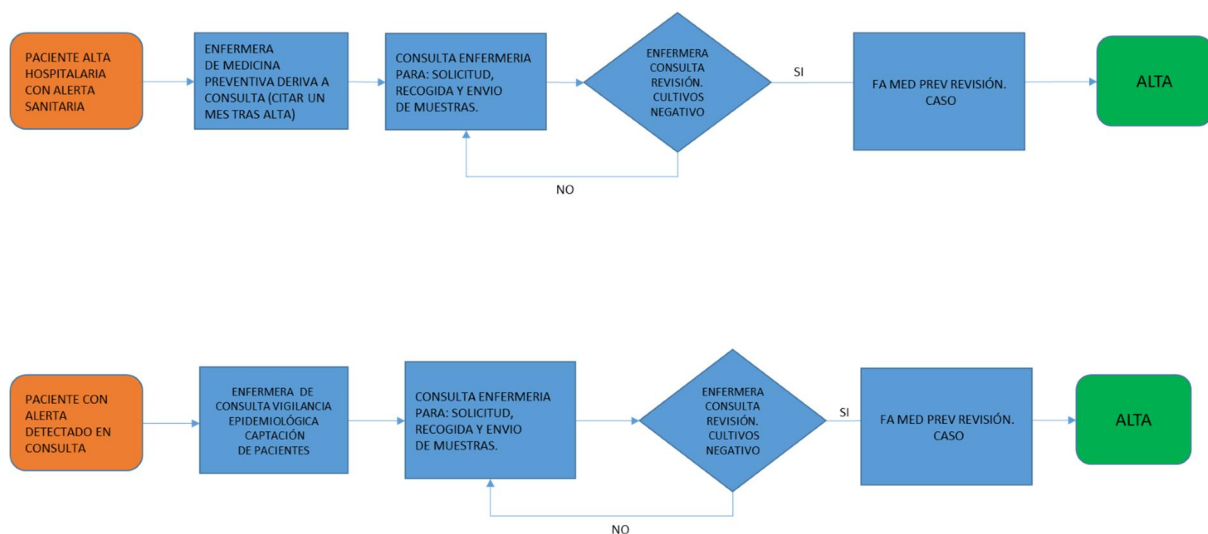 PACIENTE ALTA
HOSPITALARIA
CON ALERTA
SANITARIA
ENFERMERA
DE MEDICINA
PREVENTIVA DERIVA A
CONSULTA (CITAR UN
MES TRAS ALTA)
CONSULTA ENFERMERIA
PARA: SOLICITUD,
RECOGIDA Y ENVIO
DE MUESTRAS.
ENFERMERA
CONSULTA
REVISIÓN.
CULTIVOS
NEGATIVO
SI
FA MED PREV REVISIÓN.
CASO
ALTA
NO
PACIENTE CON
ALERTA
DETECTADO EN
CONSULTA
ENFERMERA DE
CONSULTA VIGILANCIA
EPIDEMIOLÓGICA
CAPTACIÓN
DE PACIENTES
CONSULTA ENFERMERIA
PARA: SOLICITUD,
RECOGIDA Y ENVIO
DE MUESTRAS.
ENFERMERA
CONSULTA
REVISIÓN.
CULTIVOS
NEGATIVO
SI
FA MED PREV REVISIÓN.
CASO
ALTA
NO